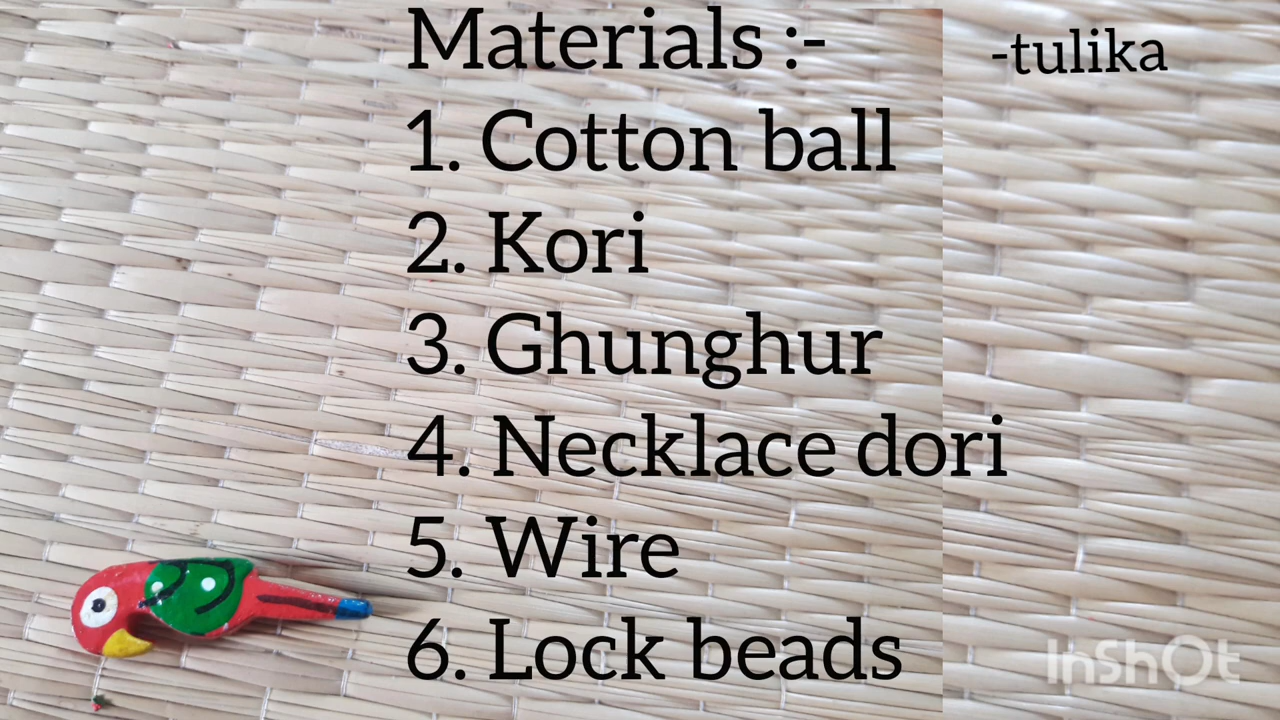 Materials :-
-tulika
1. Cotton ball
2. Kori
3. Ghunghur
4. Necklace dori
5. Wire
6. Lock beads
InShOt